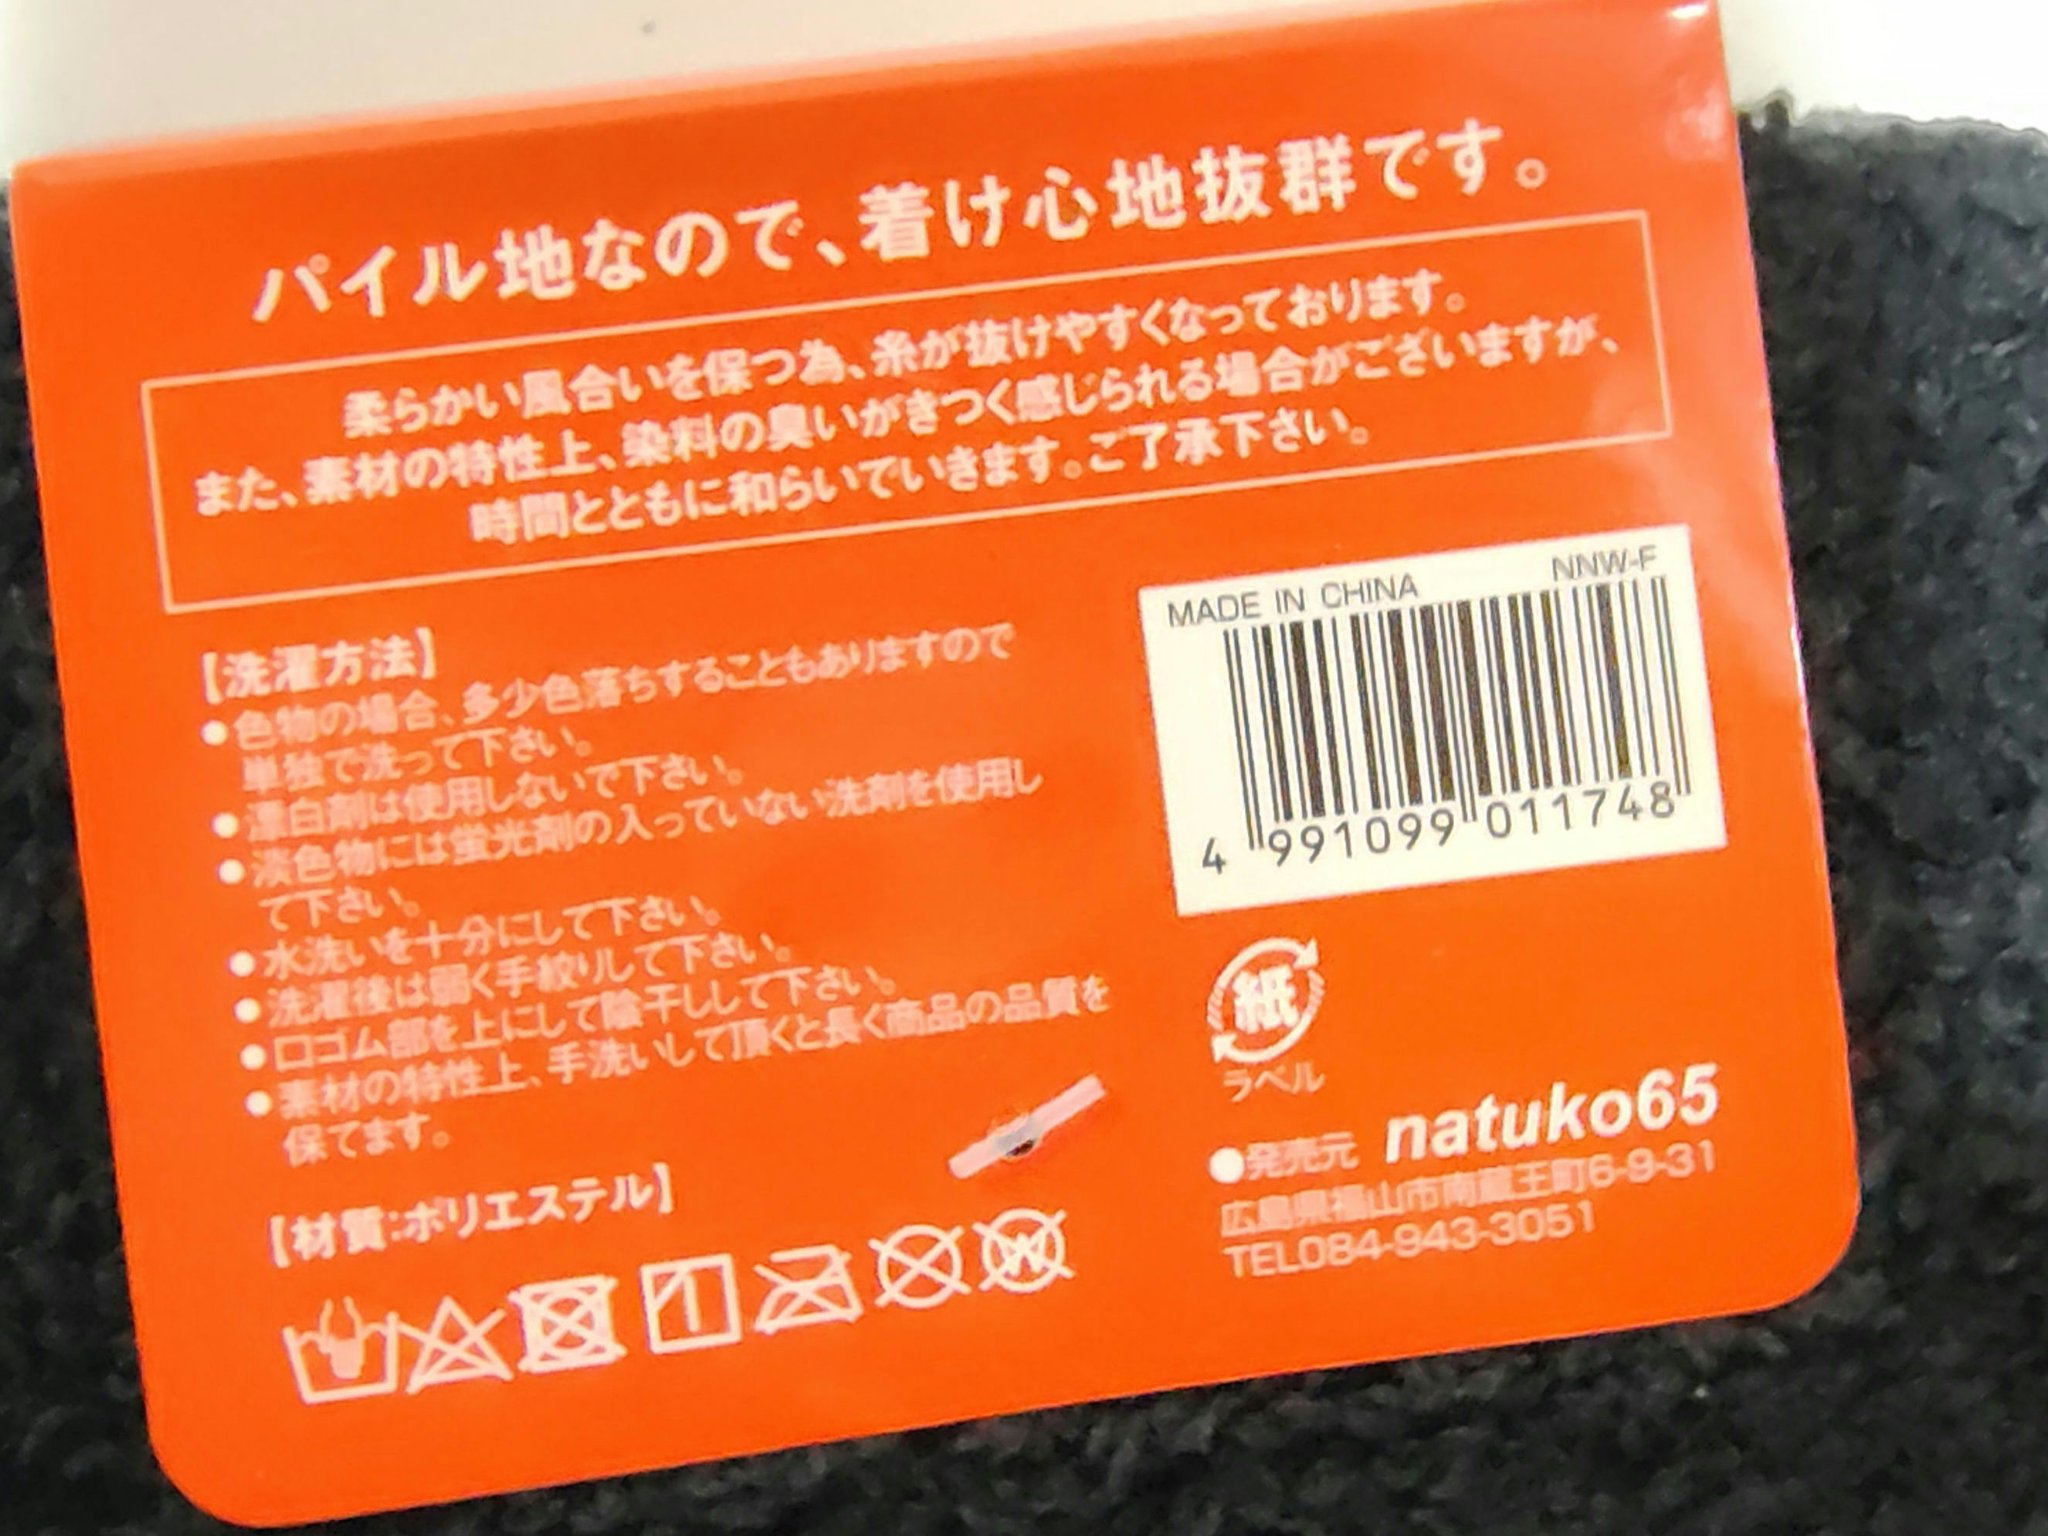 パイル地なので、着け心地抜群です。
柔らかい風合いを保つ為、糸が抜けやすくなっております。
また、素材の特性上、染料の臭いがきつく感じられる場合がございますが、
時間とともに和らいでいきます。ご了承下さい。
【洗濯方法】
●色物の場合、多少色落ちすることもありますので
単独で洗って下さい。
●漂白剤は使用しないで下さい。
●淡色物には蛍光剤の入っていない洗剤を使用し
て下さい。
●水洗いを十分にして下さい。
●洗濯後は弱く手絞りして下さい。
●口ゴム部を上にして陰干しして下さい。
●素材の特性上、手洗いして頂くと長く商品の品質を
保てます。
【材質:ポリエステル】
MADE IN CHINA NNW-F
4 991099 011748
紙
ラベル
●発売元 natuko65
広島県福山市南蔵王町6-9-31
TEL084-943-3051
W